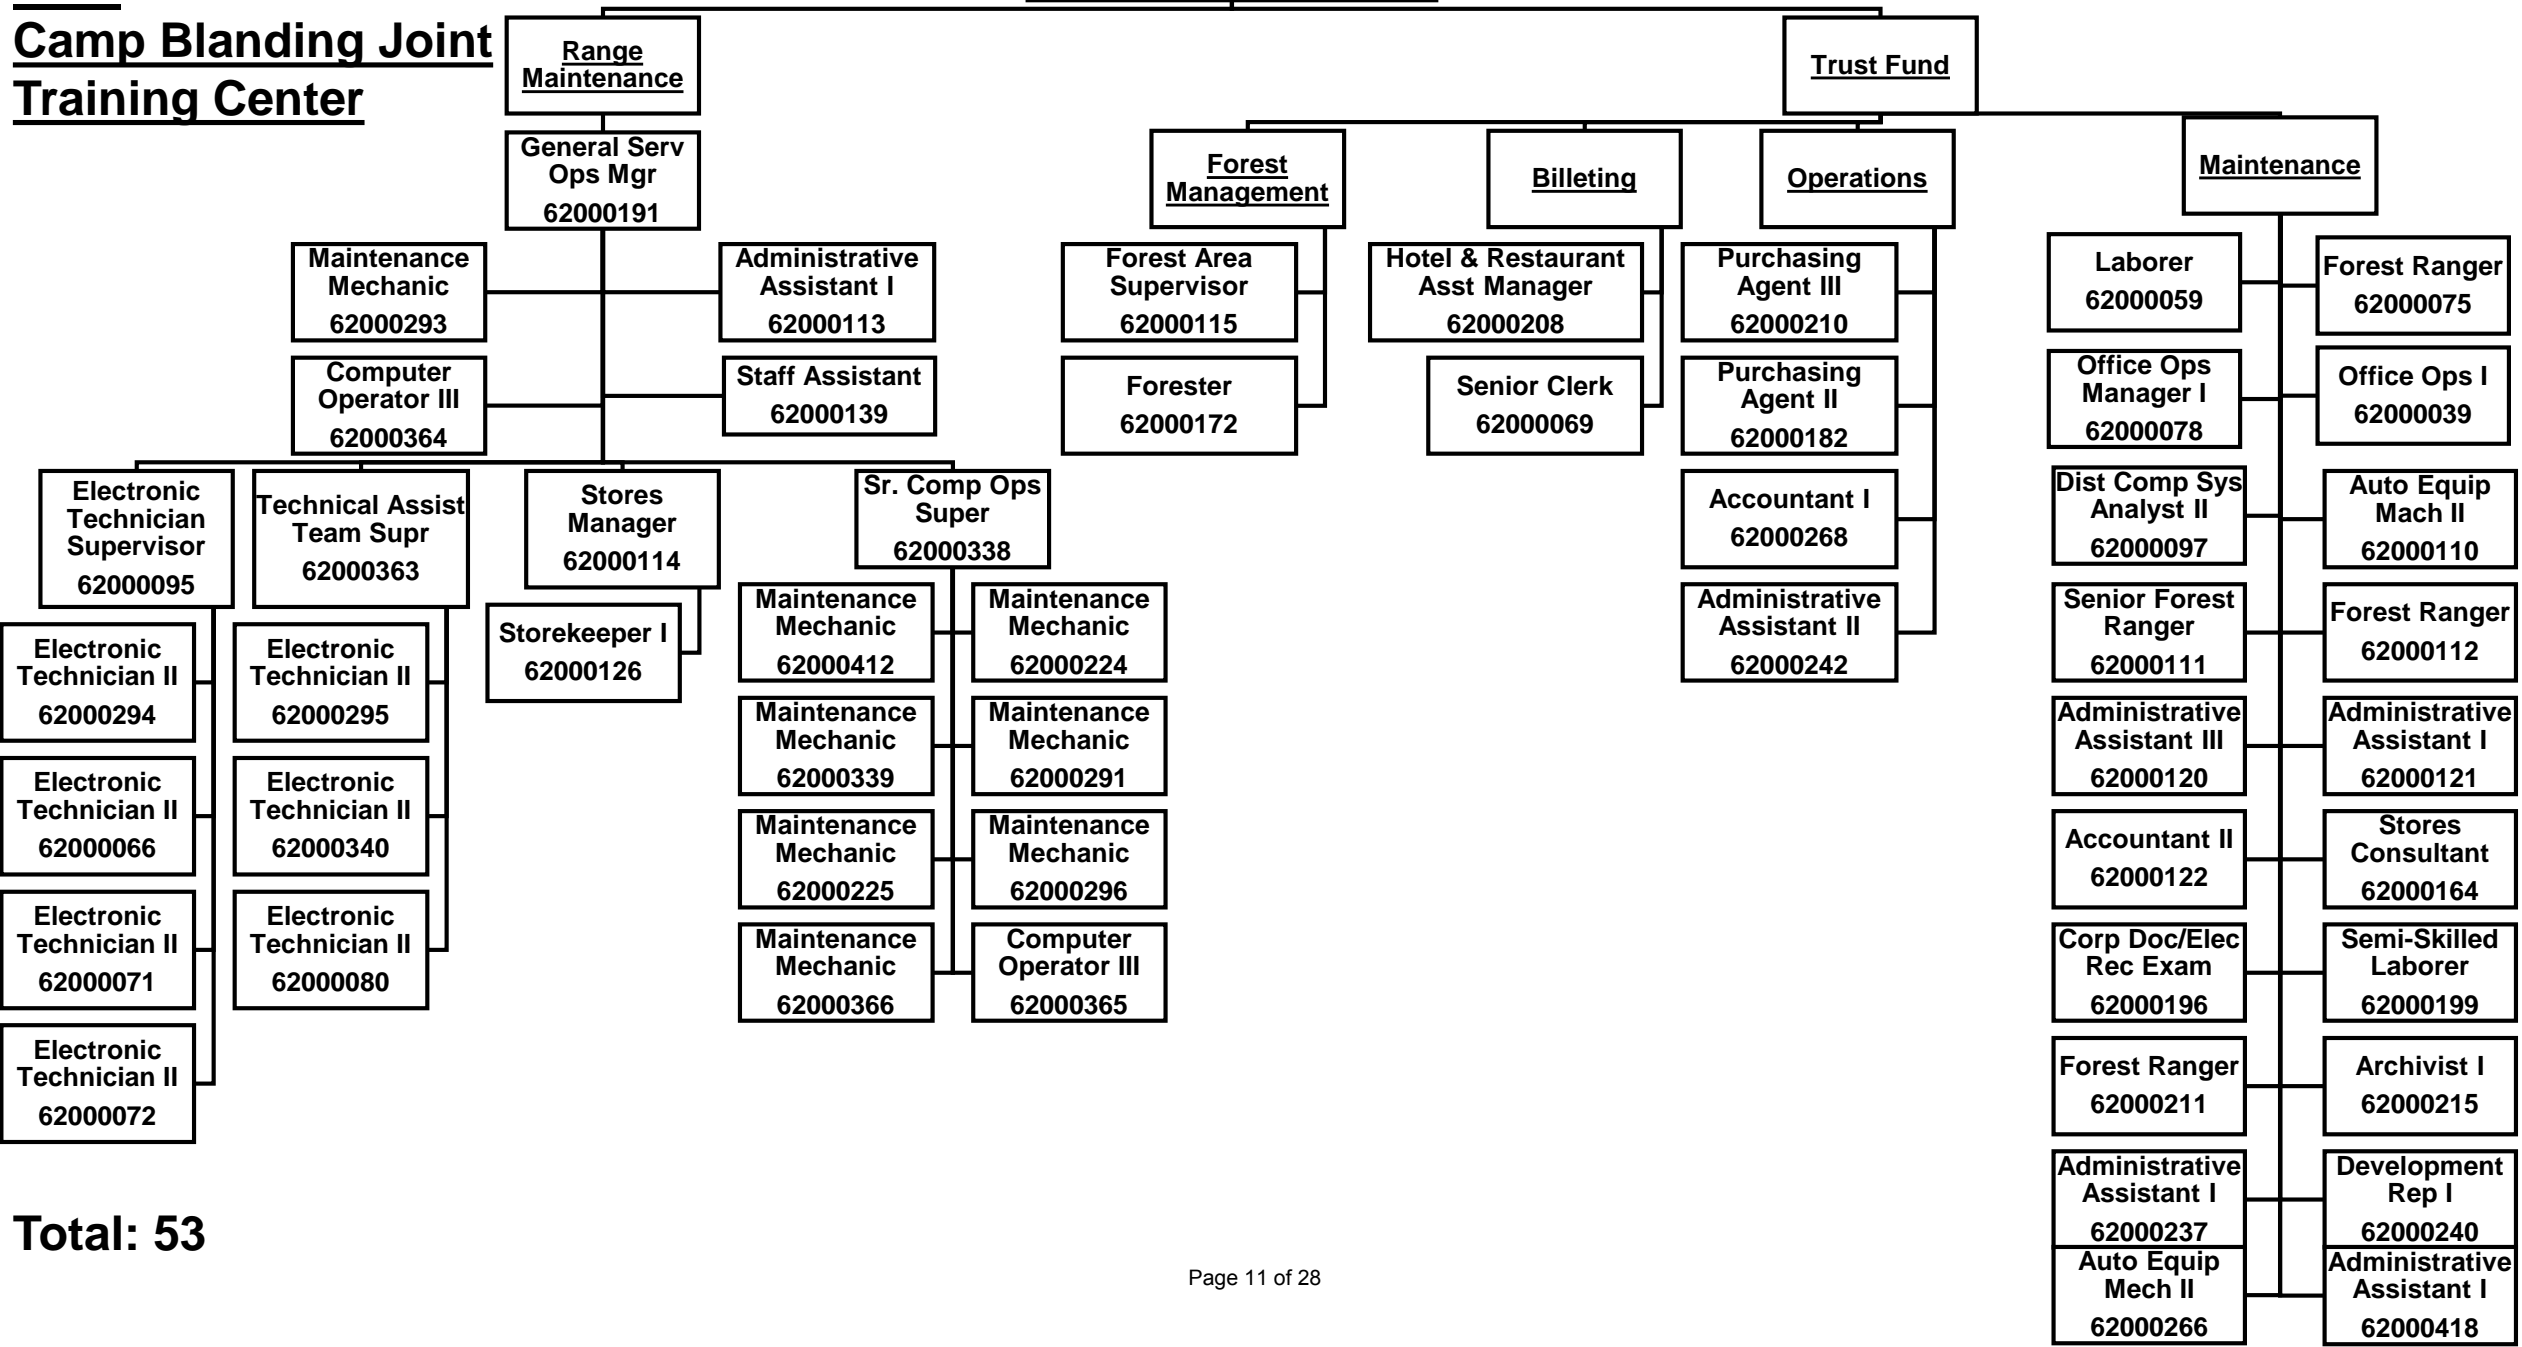 Camp Blanding Joint
Training Center
Range
Maintenance
Trust Fund
General Serv
Ops Mgr
62000191
Forest
Management
Billeting
Operations
Maintenance
Maintenance
Mechanic
62000293
Administrative
Assistant I
62000113
Computer
Operator III
62000364
Staff Assistant
62000139
Electronic
Technician
Supervisor
62000095
Technical Assist
Team Supr
62000363
Stores
Manager
62000114
Sr. Comp Ops
Super
62000338
Electronic
Technician II
62000294
Electronic
Technician II
62000066
Electronic
Technician II
62000071
Electronic
Technician II
62000072
Electronic
Technician II
62000295
Electronic
Technician II
62000340
Electronic
Technician II
62000080
Storekeeper I
62000126
Maintenance
Mechanic
62000412
Maintenance
Mechanic
62000224
Maintenance
Mechanic
62000339
Maintenance
Mechanic
62000291
Maintenance
Mechanic
62000225
Maintenance
Mechanic
62000296
Maintenance
Mechanic
62000366
Computer
Operator III
62000365
Forest Area
Supervisor
62000115
Forester
62000172
Hotel & Restaurant
Asst Manager
62000208
Senior Clerk
62000069
Purchasing
Agent III
62000210
Purchasing
Agent II
62000182
Accountant I
62000268
Administrative
Assistant II
62000242
Laborer
62000059
Forest Ranger
62000075
Office Ops
Manager I
62000078
Office Ops I
62000039
Dist Comp Sys
Analyst II
62000097
Auto Equip
Mach II
62000110
Senior Forest
Ranger
62000111
Forest Ranger
62000112
Administrative
Assistant III
62000120
Administrative
Assistant I
62000121
Accountant II
62000122
Stores
Consultant
62000164
Corp Doc/Elec
Rec Exam
62000196
Semi-Skilled
Laborer
62000199
Forest Ranger
62000211
Archivist I
62000215
Administrative
Assistant I
62000237
Development
Rep I
62000240
Auto Equip
Mech II
62000266
Administrative
Assistant I
62000418
Total: 53
Page 11 of 28